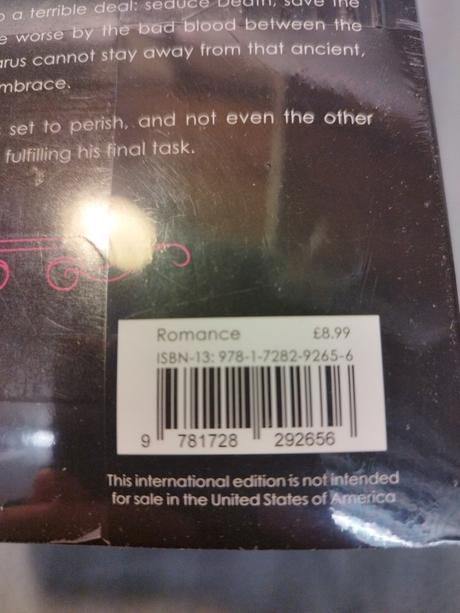 a terrible deal: seduce Death, save the
worse by the bad blood between the
arus cannot stay away from that ancient,
mbrace.
set to perish, and not even the other
fulfilling his final task.
Romance £8.99
ISBN-13: 978-1-7282-9265-6
9 781728 292656
This international edition is not intended
for sale in the United States of America